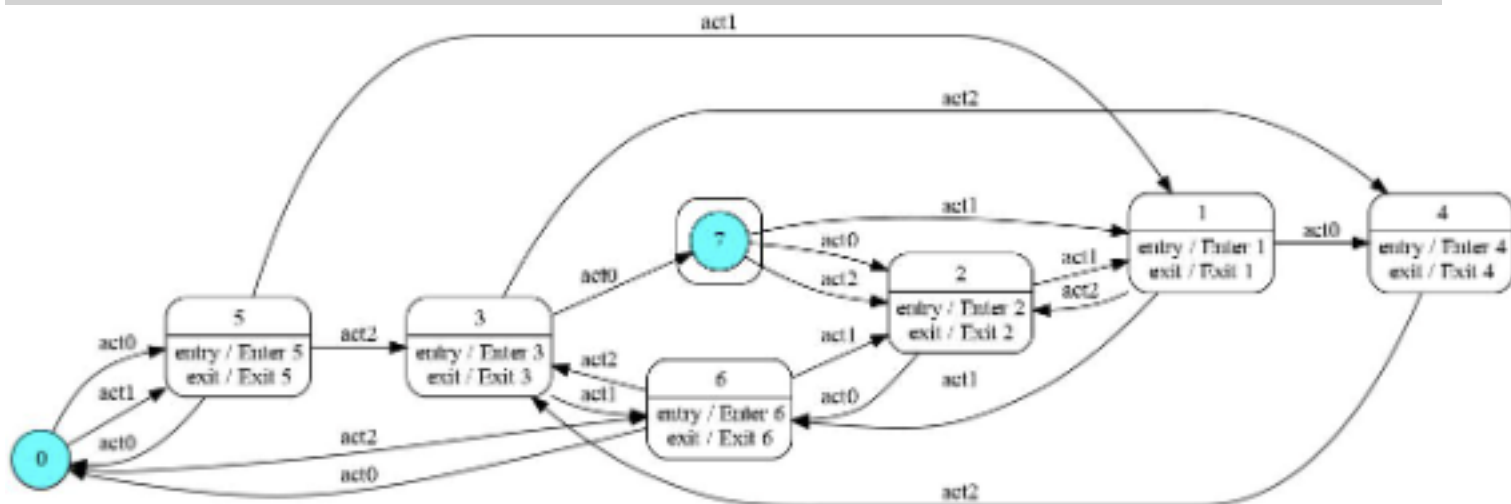 act1
act2
act1
act0
act2
act0
7
1
entry / Enter 1
exit / Exit 1
act0
4
entry / Enter 4
exit / Exit 4
2
entry / Enter 2
exit / Exit 2
act1
act2
5
entry / Enter 5
exit / Exit 5
act2
3
entry / Enter 3
exit / Exit 3
act0
act1
act0
act2
act1
6
entry / Enter 6
exit / Exit 6
act1
act0
act1
act0
0
act2
act0
act2